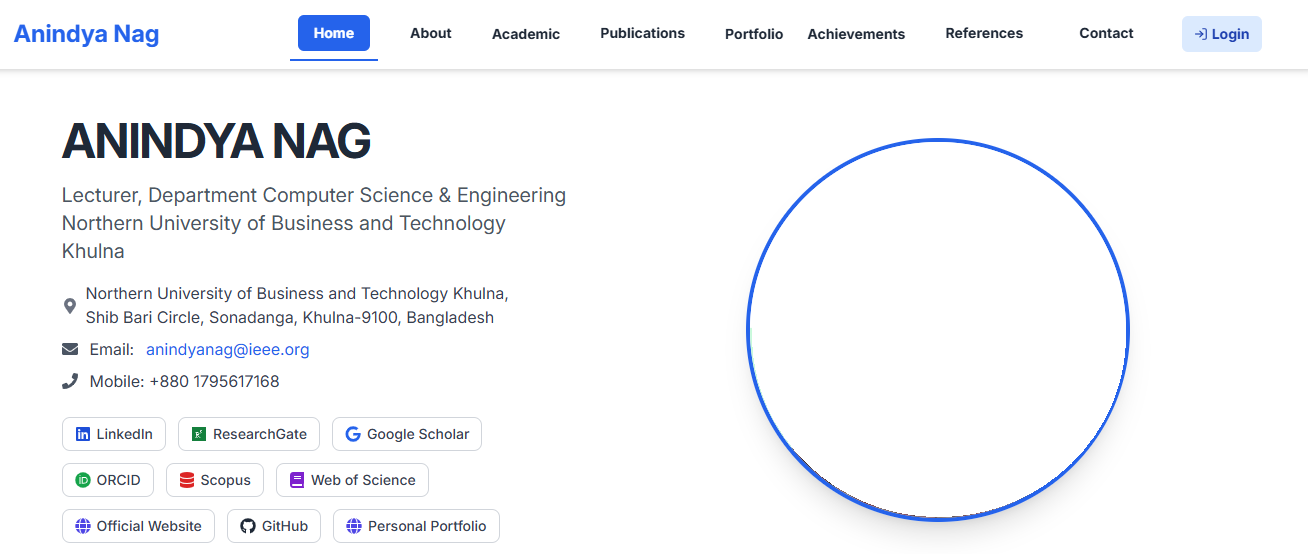 Anindya Nag
Home
About
Academic
Publications
Portfolio
Achievements
References
Contact
Login
ANINDYA NAG
Lecturer, Department Computer Science & Engineering
Northern University of Business and Technology
Khulna
Northern University of Business and Technology Khulna,
Shib Bari Circle, Sonadanga, Khulna-9100, Bangladesh
Email: anindyanag@ieee.org
Mobile: +880 1795617168
LinkedIn
ResearchGate
Google Scholar
ORCID
Scopus
Web of Science
Official Website
GitHub
Personal Portfolio